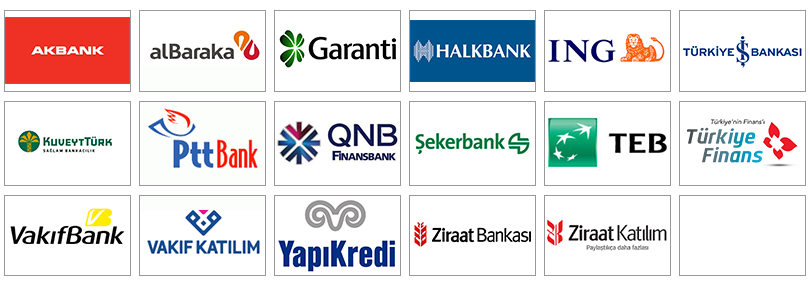 AKBANK
alBaraka
Garanti
HALKBANK
ING
TÜRKİYE İŞ BANKASI
KUVEYTTÜRK
SAĞLAM BANKACILIK
PttBank
QNB
FINANSBANK
Şekerbank
TEB
Türkiye'nin Finans'ı
Türkiye
Finans
VakıfBank
VAKIF KATILIM
YapıKredi
Ziraat Bankası
Ziraat Katılım
Paylaştıkça daha fazlası